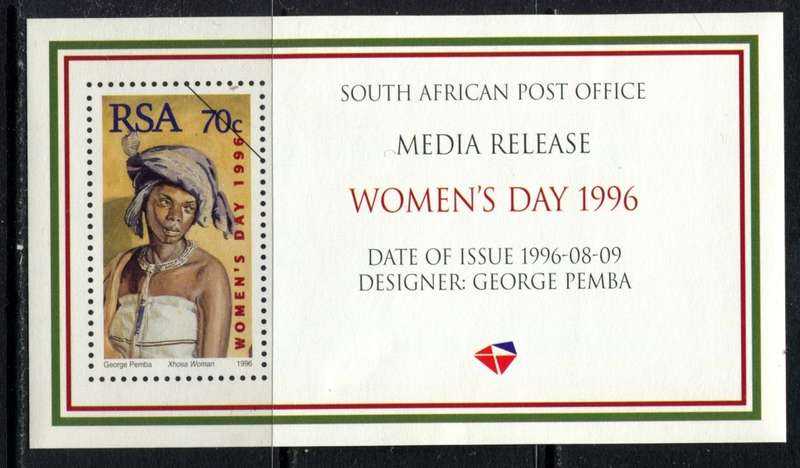 RSA 70c
WOMEN'S DAY 1996
George Pemba Xhosa Woman 1996
SOUTH AFRICAN POST OFFICE
MEDIA RELEASE
WOMEN'S DAY 1996
DATE OF ISSUE 1996-08-09
DESIGNER: GEORGE PEMBA